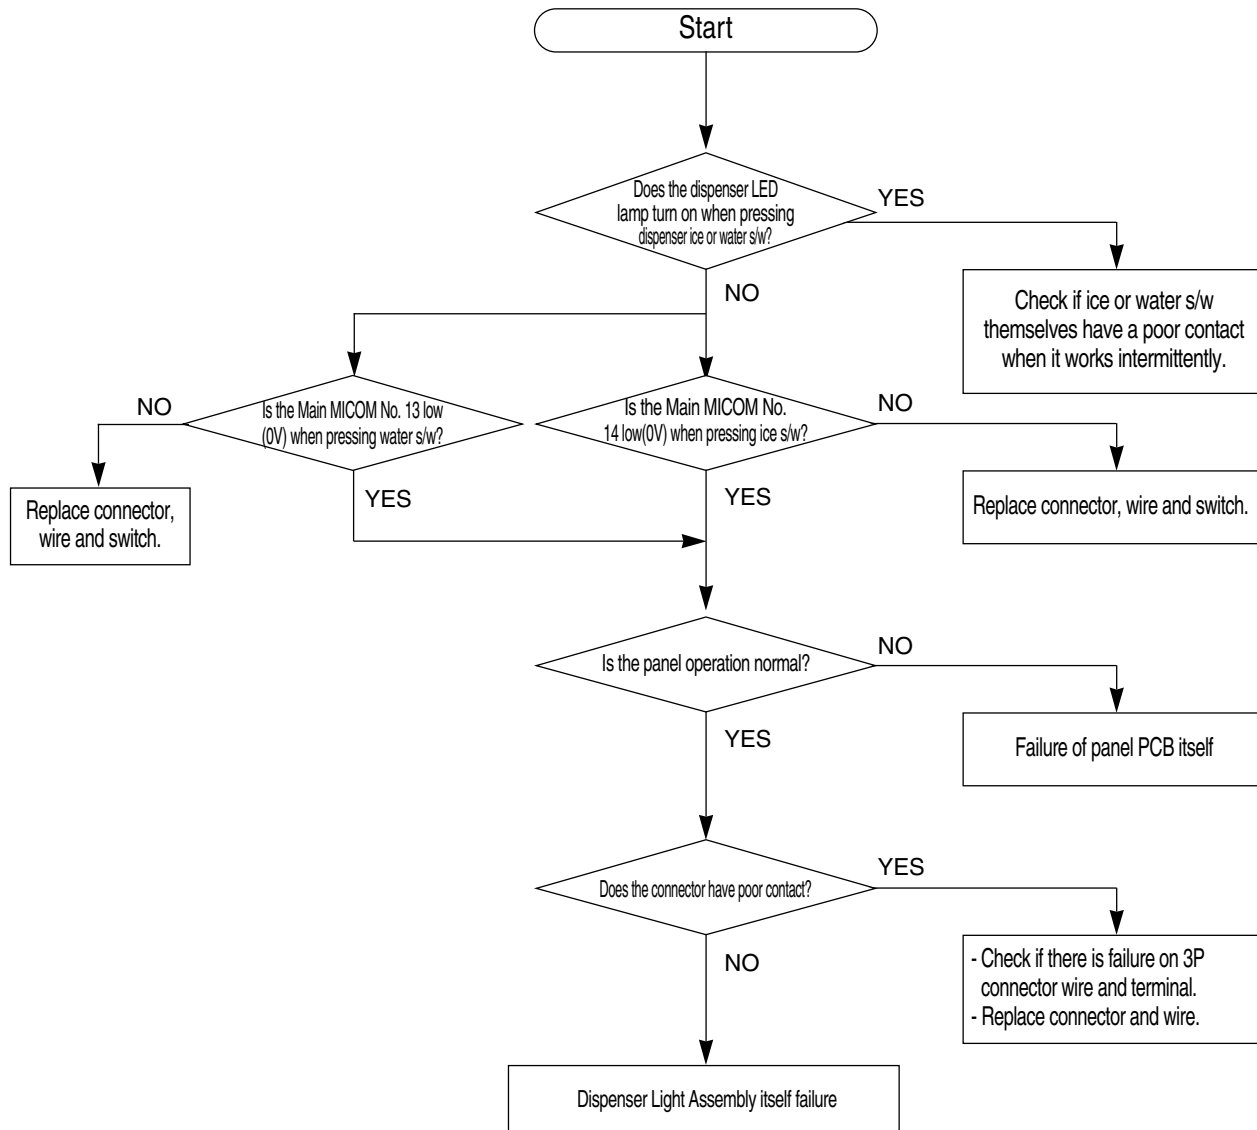 Start
Does the dispenser LED
lamp turn on when pressing
dispenser ice or water s/w?
YES
NO
Check if ice or water s/w
themselves have a poor contact
when it works intermittently.
NO
Is the Main MICOM No. 13 low
(0V) when pressing water s/w?
Is the Main MICOM No.
14 low(0V) when pressing ice s/w?
NO
YES
YES
Replace connector,
wire and switch.
Replace connector, wire and switch.
Is the panel operation normal?
NO
YES
Failure of panel PCB itself
Does the connector have poor contact?
YES
NO
- Check if there is failure on 3P
connector wire and terminal.
- Replace connector and wire.
Dispenser Light Assembly itself failure